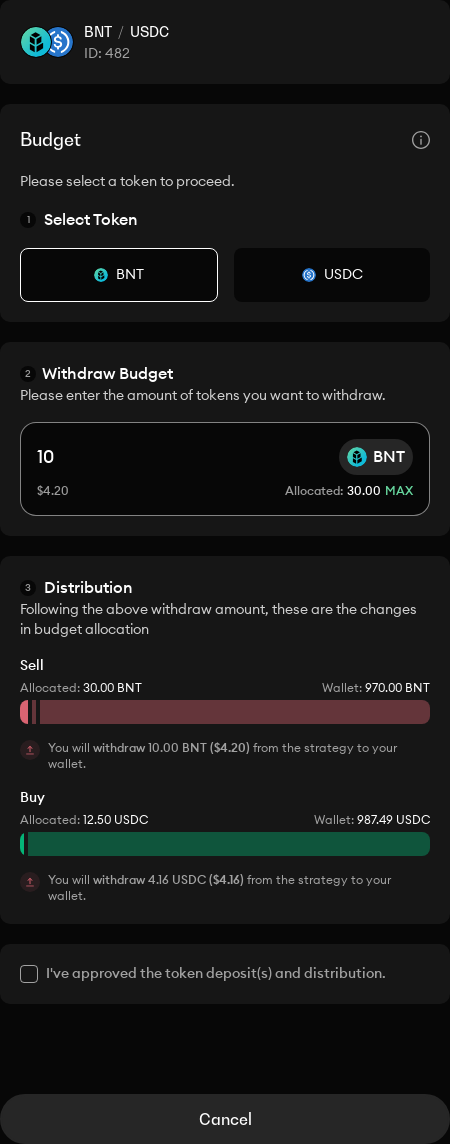 BNT / USDC
ID: 482
Budget
Please select a token to proceed.
1 Select Token
BNT
USDC
2 Withdraw Budget
Please enter the amount of tokens you want to withdraw.
10
BNT
$4.20
Allocated: 30.00 MAX
3 Distribution
Following the above withdraw amount, these are the changes
in budget allocation
Sell
Allocated: 30.00 BNT
Wallet: 970.00 BNT
You will withdraw 10.00 BNT ($4.20) from the strategy to your
wallet.
Buy
Allocated: 12.50 USDC
Wallet: 987.49 USDC
You will withdraw 4.16 USDC ($4.16) from the strategy to your
wallet.
I've approved the token deposit(s) and distribution.
Cancel